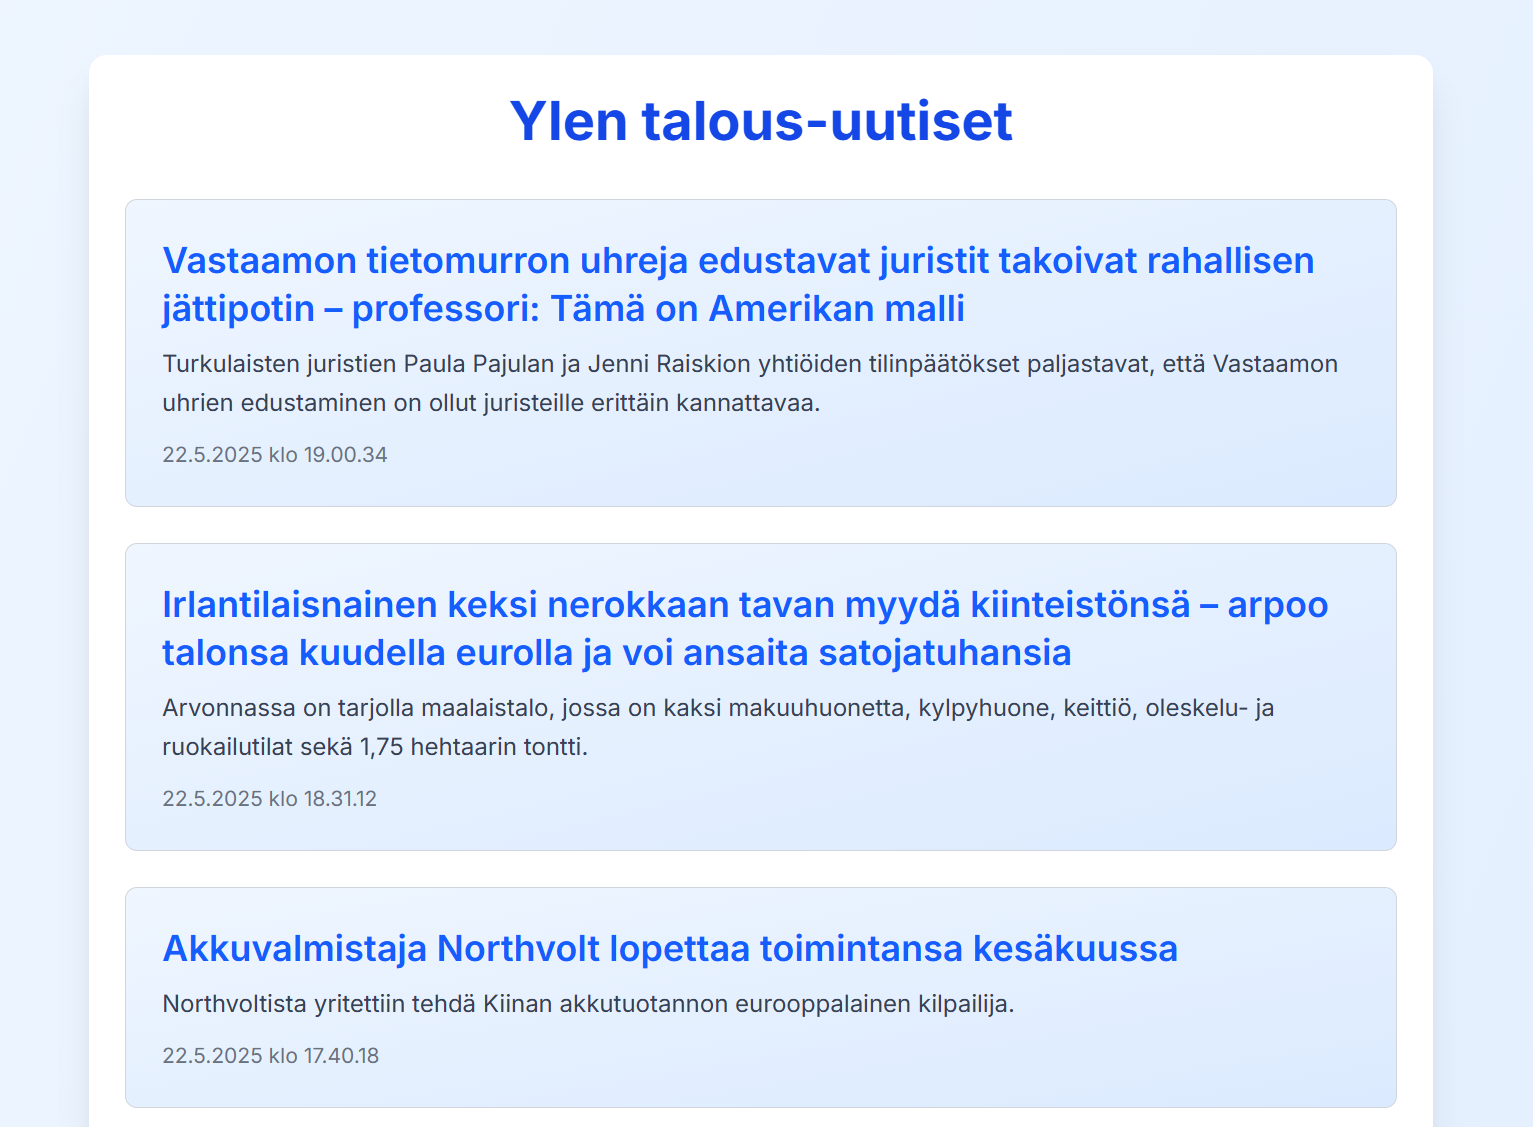 Ylen talous-uutiset
Vastaamon tietomurron uhreja edustavat juristit takoivat rahallisen
jättipotin – professori: Tämä on Amerikan malli
Turkulaisten juristien Paula Pajulan ja Jenni Raiskion yhtiöiden tilinpäätökset paljastavat, että Vastaamon
uhrien edustaminen on ollut juristeille erittäin kannattavaa.
22.5.2025 klo 19.00.34
Irlantilaisnainen keksi nerokkaan tavan myydä kiinteistönsä – arpoo
talonsa kuudella eurolla ja voi ansaita satojatuhansia
Arvonnassa on tarjolla maalaistalo, jossa on kaksi makuuhuonetta, kylpyhuone, keittiö, oleskelu- ja
ruokailutilat sekä 1,75 hehtaarin tontti.
22.5.2025 klo 18.31.12
Akkuvalmistaja Northvolt lopettaa toimintansa kesäkuussa
Northvoltista yritettiin tehdä Kiinan akkutuotannon eurooppalainen kilpailija.
22.5.2025 klo 17.40.18